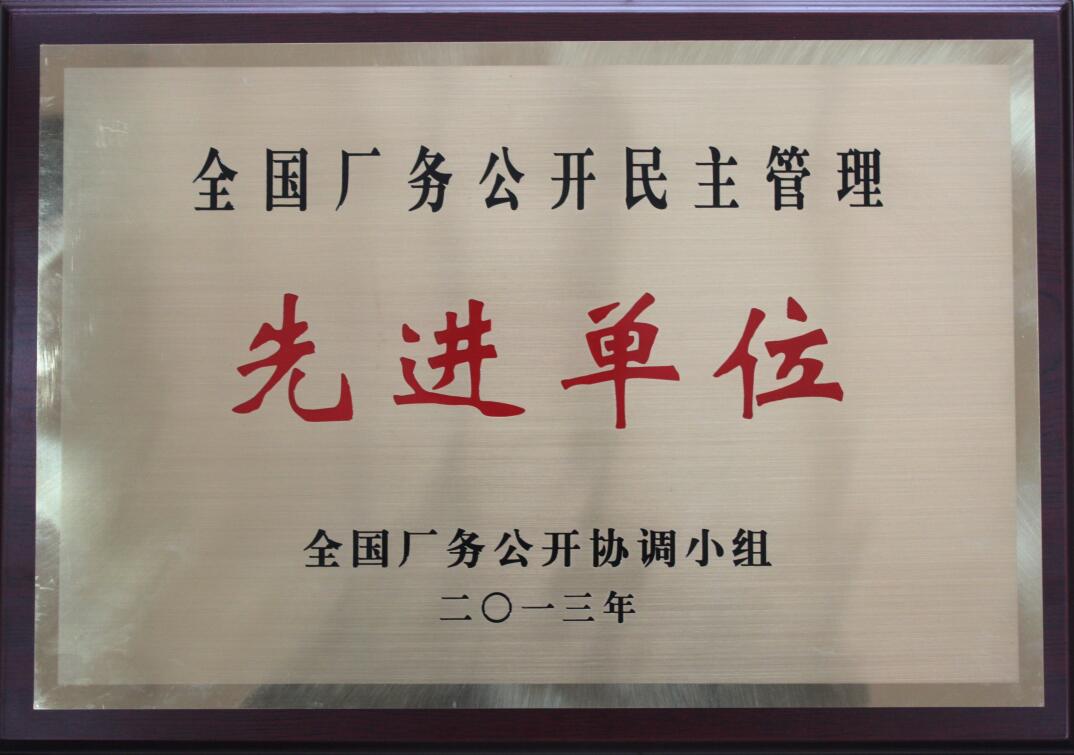 全国厂务公开民主管理
先进单位
全国厂务公开协调小组
二〇一三年